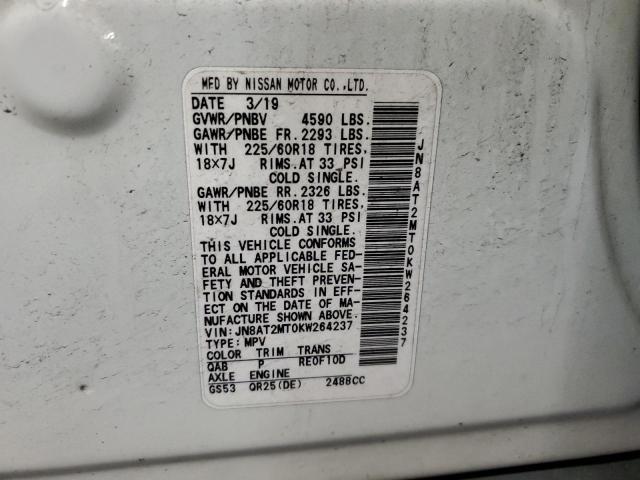 MFD BY NISSAN MOTOR CO.,LTD.
DATE 3/19
GVWR/PNBV 4590 LBS.
GAWR/PNBE FR. 2293 LBS.
WITH 225/60R18 TIRES.
18×7J RIMS.AT 33 PSI
COLD SINGLE.
GAWR/PNBE RR. 2326 LBS.
WITH 225/60R18 TIRES.
18×7J RIMS.AT 33 PSI
COLD SINGLE.
THIS VEHICLE CONFORMS
TO ALL APPLICABLE FED-
ERAL MOTOR VEHICLE SA-
FETY AND THEFT PREVEN-
TION STANDARDS IN EFF-
ECT ON THE DATE OF MA-
NUFACTURE SHOWN ABOVE.
VIN:JN8AT2MT0KW264237
TYPE:MPV
COLOR TRIM TRANS
QAB P RE0F10D
AXLE ENGINE
GS53 QR25(DE) 2488CC
JN8AT2MT0KW264237